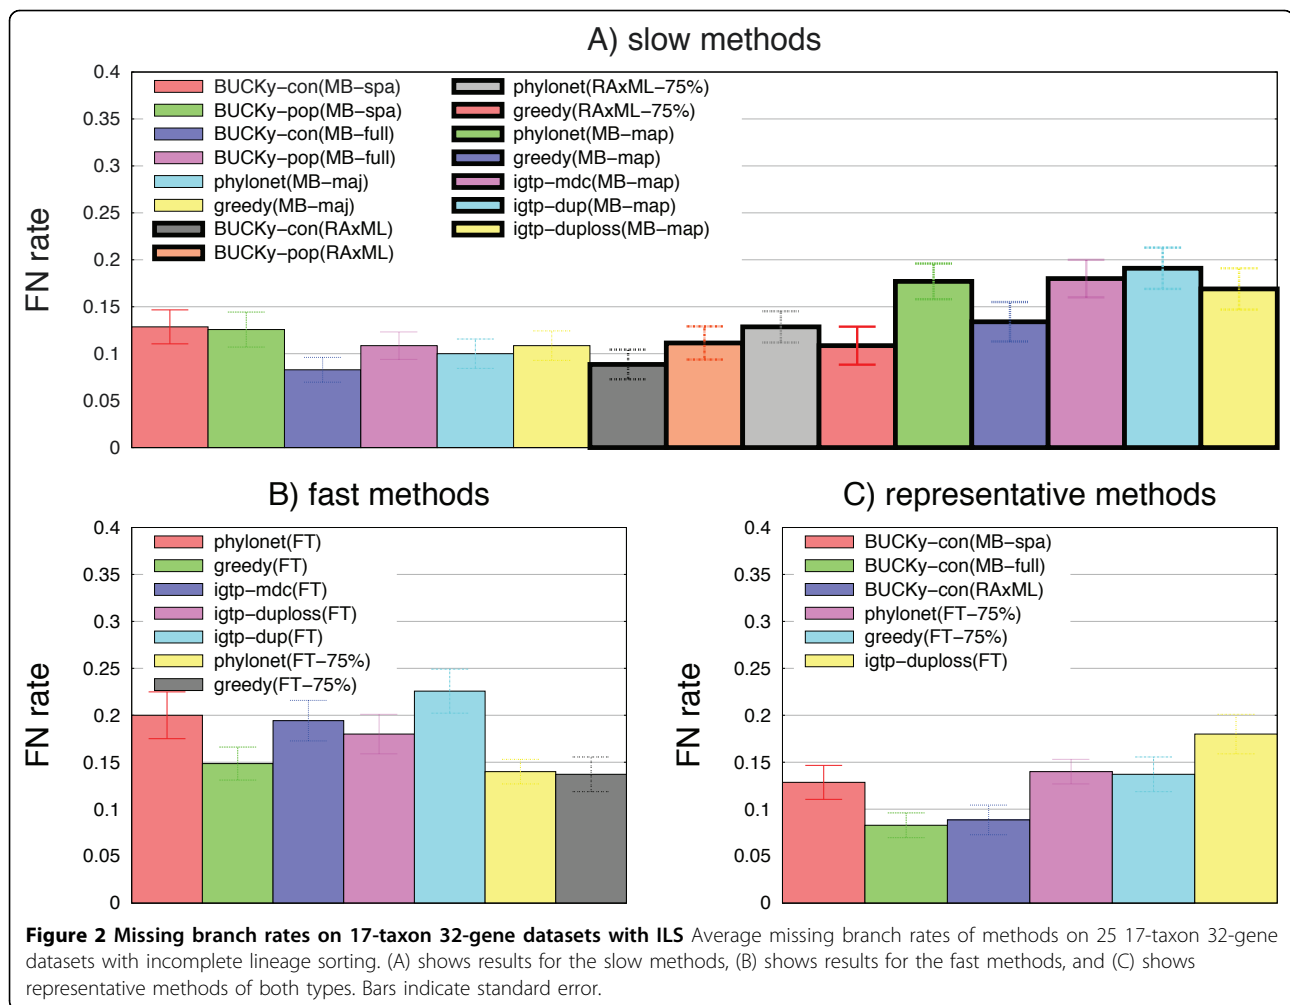 A) slow methods
0.4
0.35
0.3
0.25
0.2
0.15
0.1
0.05
0
FN rate
BUCKy-con(MB-spa)
BUCKy-pop(MB-spa)
BUCKy-con(MB-full)
BUCKy-pop(MB-full)
phylonet(MB-maj)
greedy(MB-maj)
BUCKy-con(RAxML)
BUCKy-pop(RAxML)
phylonet(RAxML-75%)
greedy(RAxML-75%)
phylonet(MB-map)
greedy(MB-map)
igtp-mdc(MB-map)
igtp-dup(MB-map)
igtp-duploss(MB-map)
B) fast methods
0.4
0.35
0.3
0.25
0.2
0.15
0.1
0.05
0
FN rate
phylonet(FT)
greedy(FT)
igtp-mdc(FT)
igtp-duploss(FT)
igtp-dup(FT)
phylonet(FT-75%)
greedy(FT-75%)
C) representative methods
0.4
0.35
0.3
0.25
0.2
0.15
0.1
0.05
0
FN rate
BUCKy-con(MB-spa)
BUCKy-con(MB-full)
BUCKy-con(RAxML)
phylonet(FT-75%)
greedy(FT-75%)
igtp-duploss(FT)
Figure 2 Missing branch rates on 17-taxon 32-gene datasets with ILS Average missing branch rates of methods on 25 17-taxon 32-gene
datasets with incomplete lineage sorting. (A) shows results for the slow methods, (B) shows results for the fast methods, and (C) shows
representative methods of both types. Bars indicate standard error.